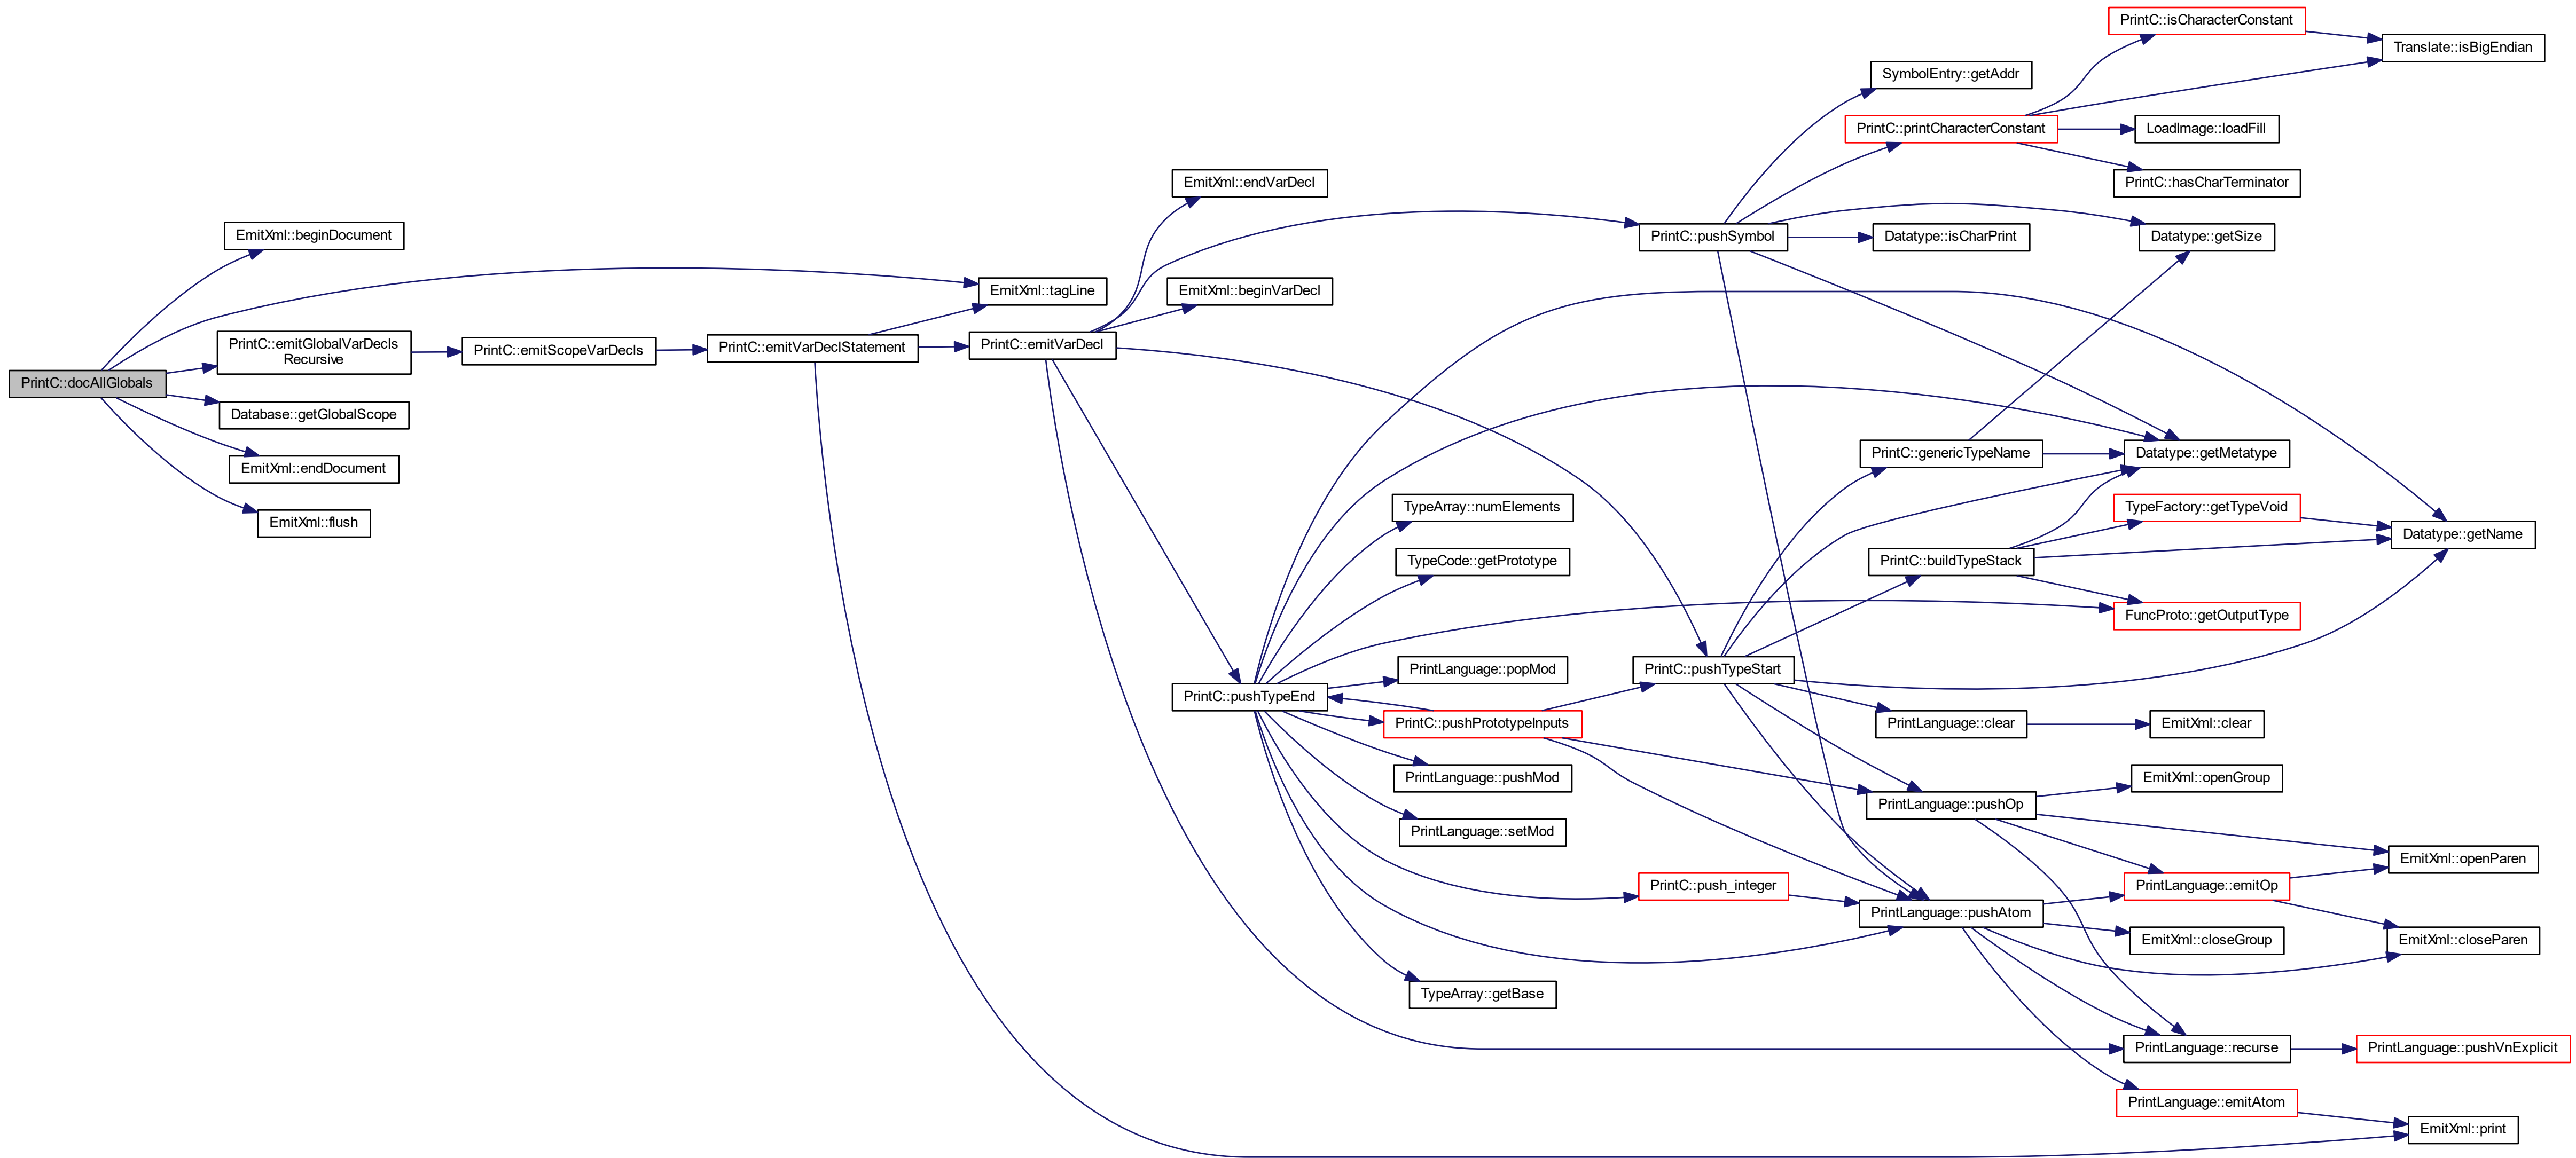 PrintC::docAllGlobals
EmitXml::beginDocument
PrintC::emitGlobalVarDecls
Recursive
Database::getGlobalScope
EmitXml::endDocument
EmitXml::flush
PrintC::emitScopeVarDecls
PrintC::emitVarDeclStatement
EmitXml::tagLine
PrintC::emitVarDecl
EmitXml::endVarDecl
EmitXml::beginVarDecl
PrintC::pushTypeEnd
TypeArray::numElements
TypeCode::getPrototype
PrintLanguage::popMod
PrintC::pushPrototypeInputs
PrintLanguage::pushMod
PrintLanguage::setMod
TypeArray::getBase
PrintC::pushSymbol
PrintC::pushTypeStart
PrintC::push_integer
SymbolEntry::getAddr
PrintC::printCharacterConstant
Datatype::isCharPrint
PrintC::genericTypeName
PrintC::buildTypeStack
PrintLanguage::clear
PrintLanguage::pushOp
PrintLanguage::pushAtom
PrintC::isCharacterConstant
LoadImage::loadFill
PrintC::hasCharTerminator
Datatype::getSize
Datatype::getMetatype
TypeFactory::getTypeVoid
FuncProto::getOutputType
EmitXml::clear
EmitXml::openGroup
PrintLanguage::emitOp
EmitXml::closeGroup
PrintLanguage::recurse
PrintLanguage::emitAtom
Translate::isBigEndian
Datatype::getName
EmitXml::openParen
EmitXml::closeParen
PrintLanguage::pushVnExplicit
EmitXml::print